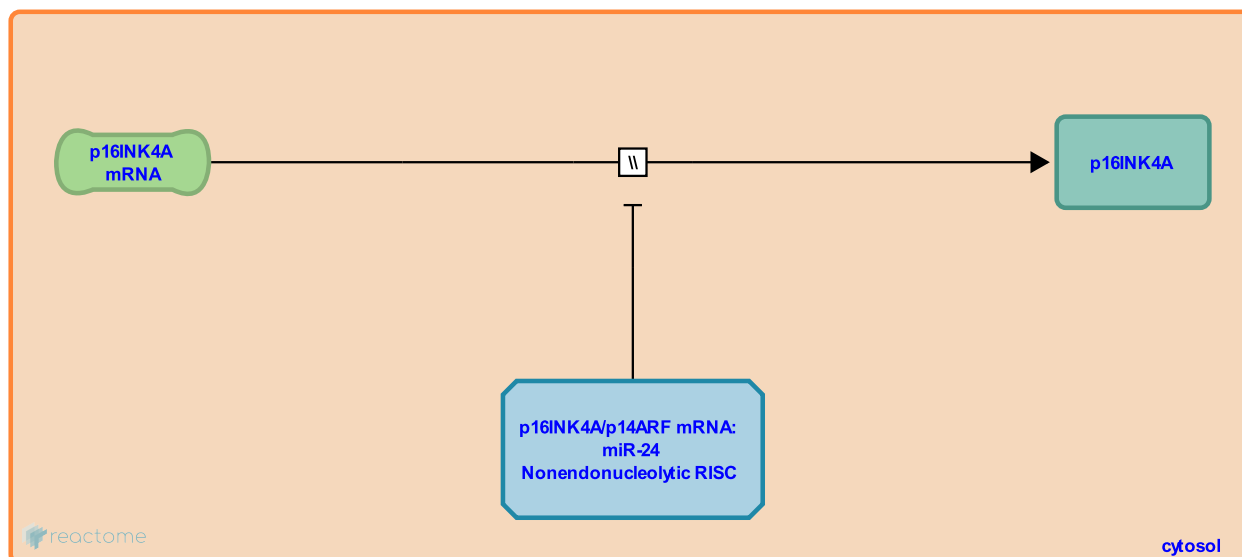 p16INK4A
mRNA
\\
p16INK4A
p16INK4A/p14ARF mRNA:
miR-24
Nonendonucleolytic RISC
reactome
cytosol